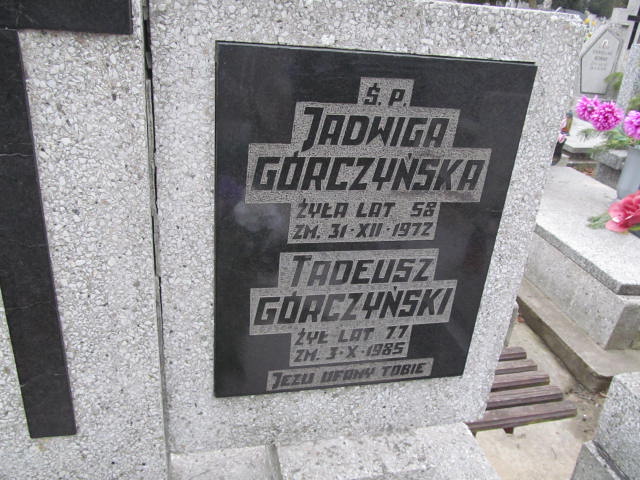 Ś. P.
JADWIGA
GÓRCZYŃSKA
ŻYŁA LAT 58
ZM. 31·XII·1972
TADEUSZ
GÓRCZYŃSKI
ŻYŁ LAT 77
ZM. 3·X·1985
JEZU UFAMY TOBIE